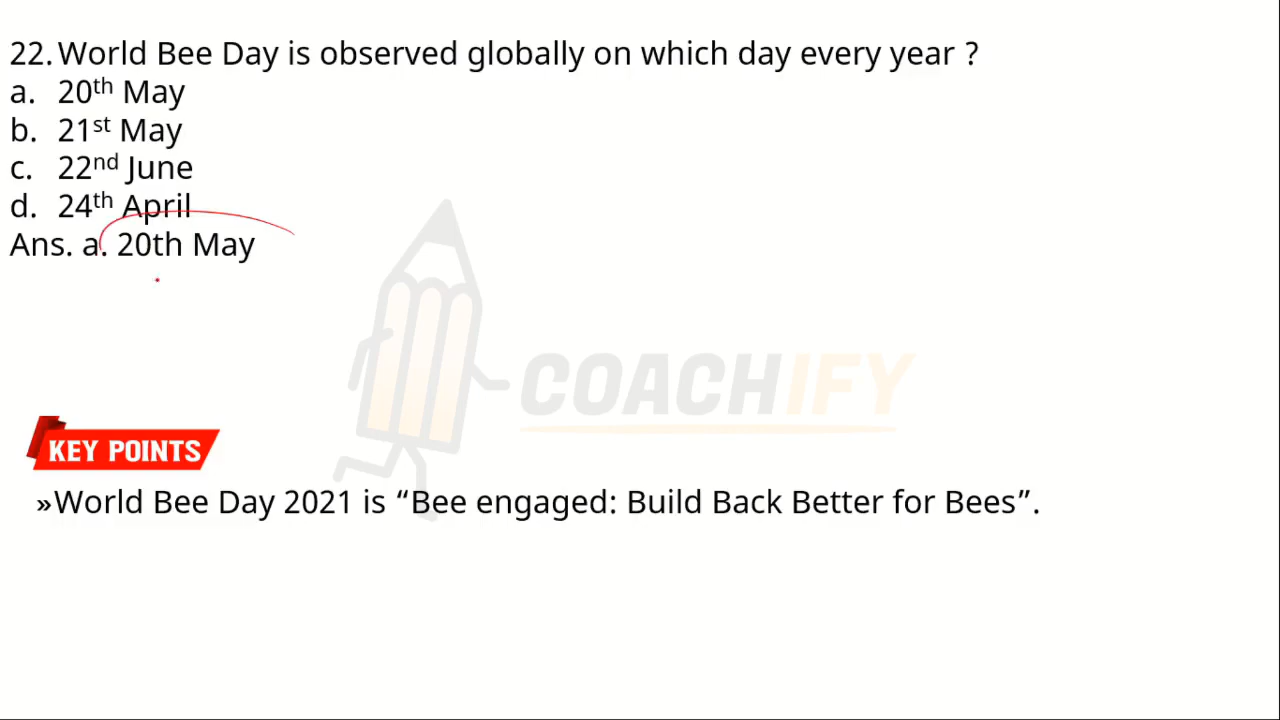 22. World Bee Day is observed globally on which day every year ?
a. 20th May
b. 21st May
c. 22nd June
d. 24th April
Ans. a. 20th May
COACHIFY
KEY POINTS
»World Bee Day 2021 is “Bee engaged: Build Back Better for Bees”.